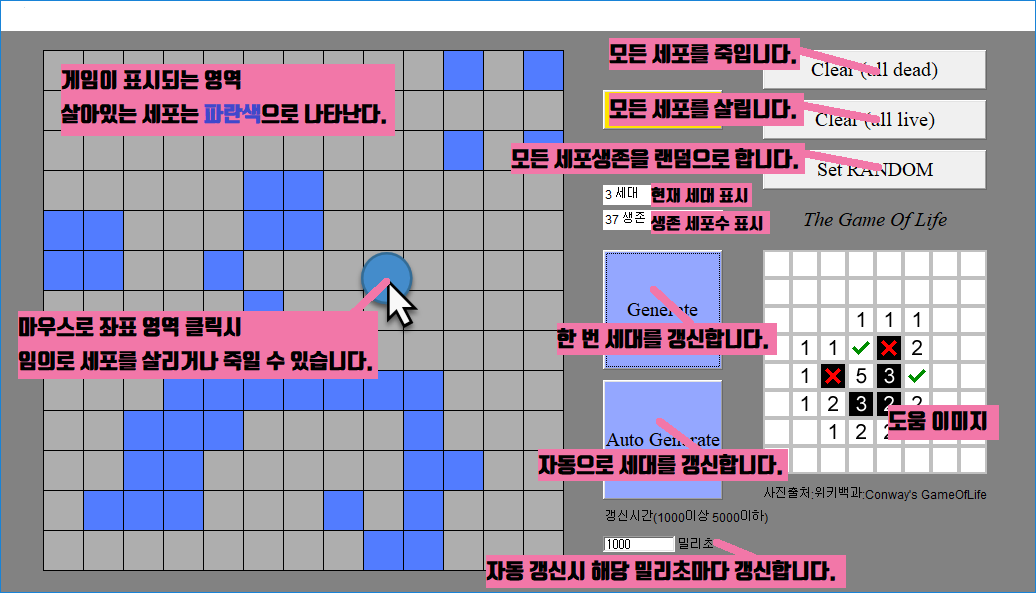 게임이 표시되는 영역
살아있는 세포는 파란색으로 나타난다.
모든 세포를 죽입니다.
Clear (all dead)
모든 세포를 살립니다.
Clear (all live)
모든 세포생존을 랜덤으로 합니다.
Set RANDOM
3 세대
현재 세대 표시
37 생존
생존 세포수 표시
The Game Of Life
마우스로 좌표 영역 클릭시
임의로 세포를 살리거나 죽일 수 있습니다.
Generate
한 번 세대를 갱신합니다.
Auto Generate
자동으로 세대를 갱신합니다.
1 1 1
1 1 2
1 5 3
1 2 3 2 2
1 2 2
도움 이미지
사진출처:위키백과:Conway's GameOfLife
갱신시간(1000이상 5000이하)
1000 밀리초
자동 갱신시 해당 밀리초마다 갱신합니다.